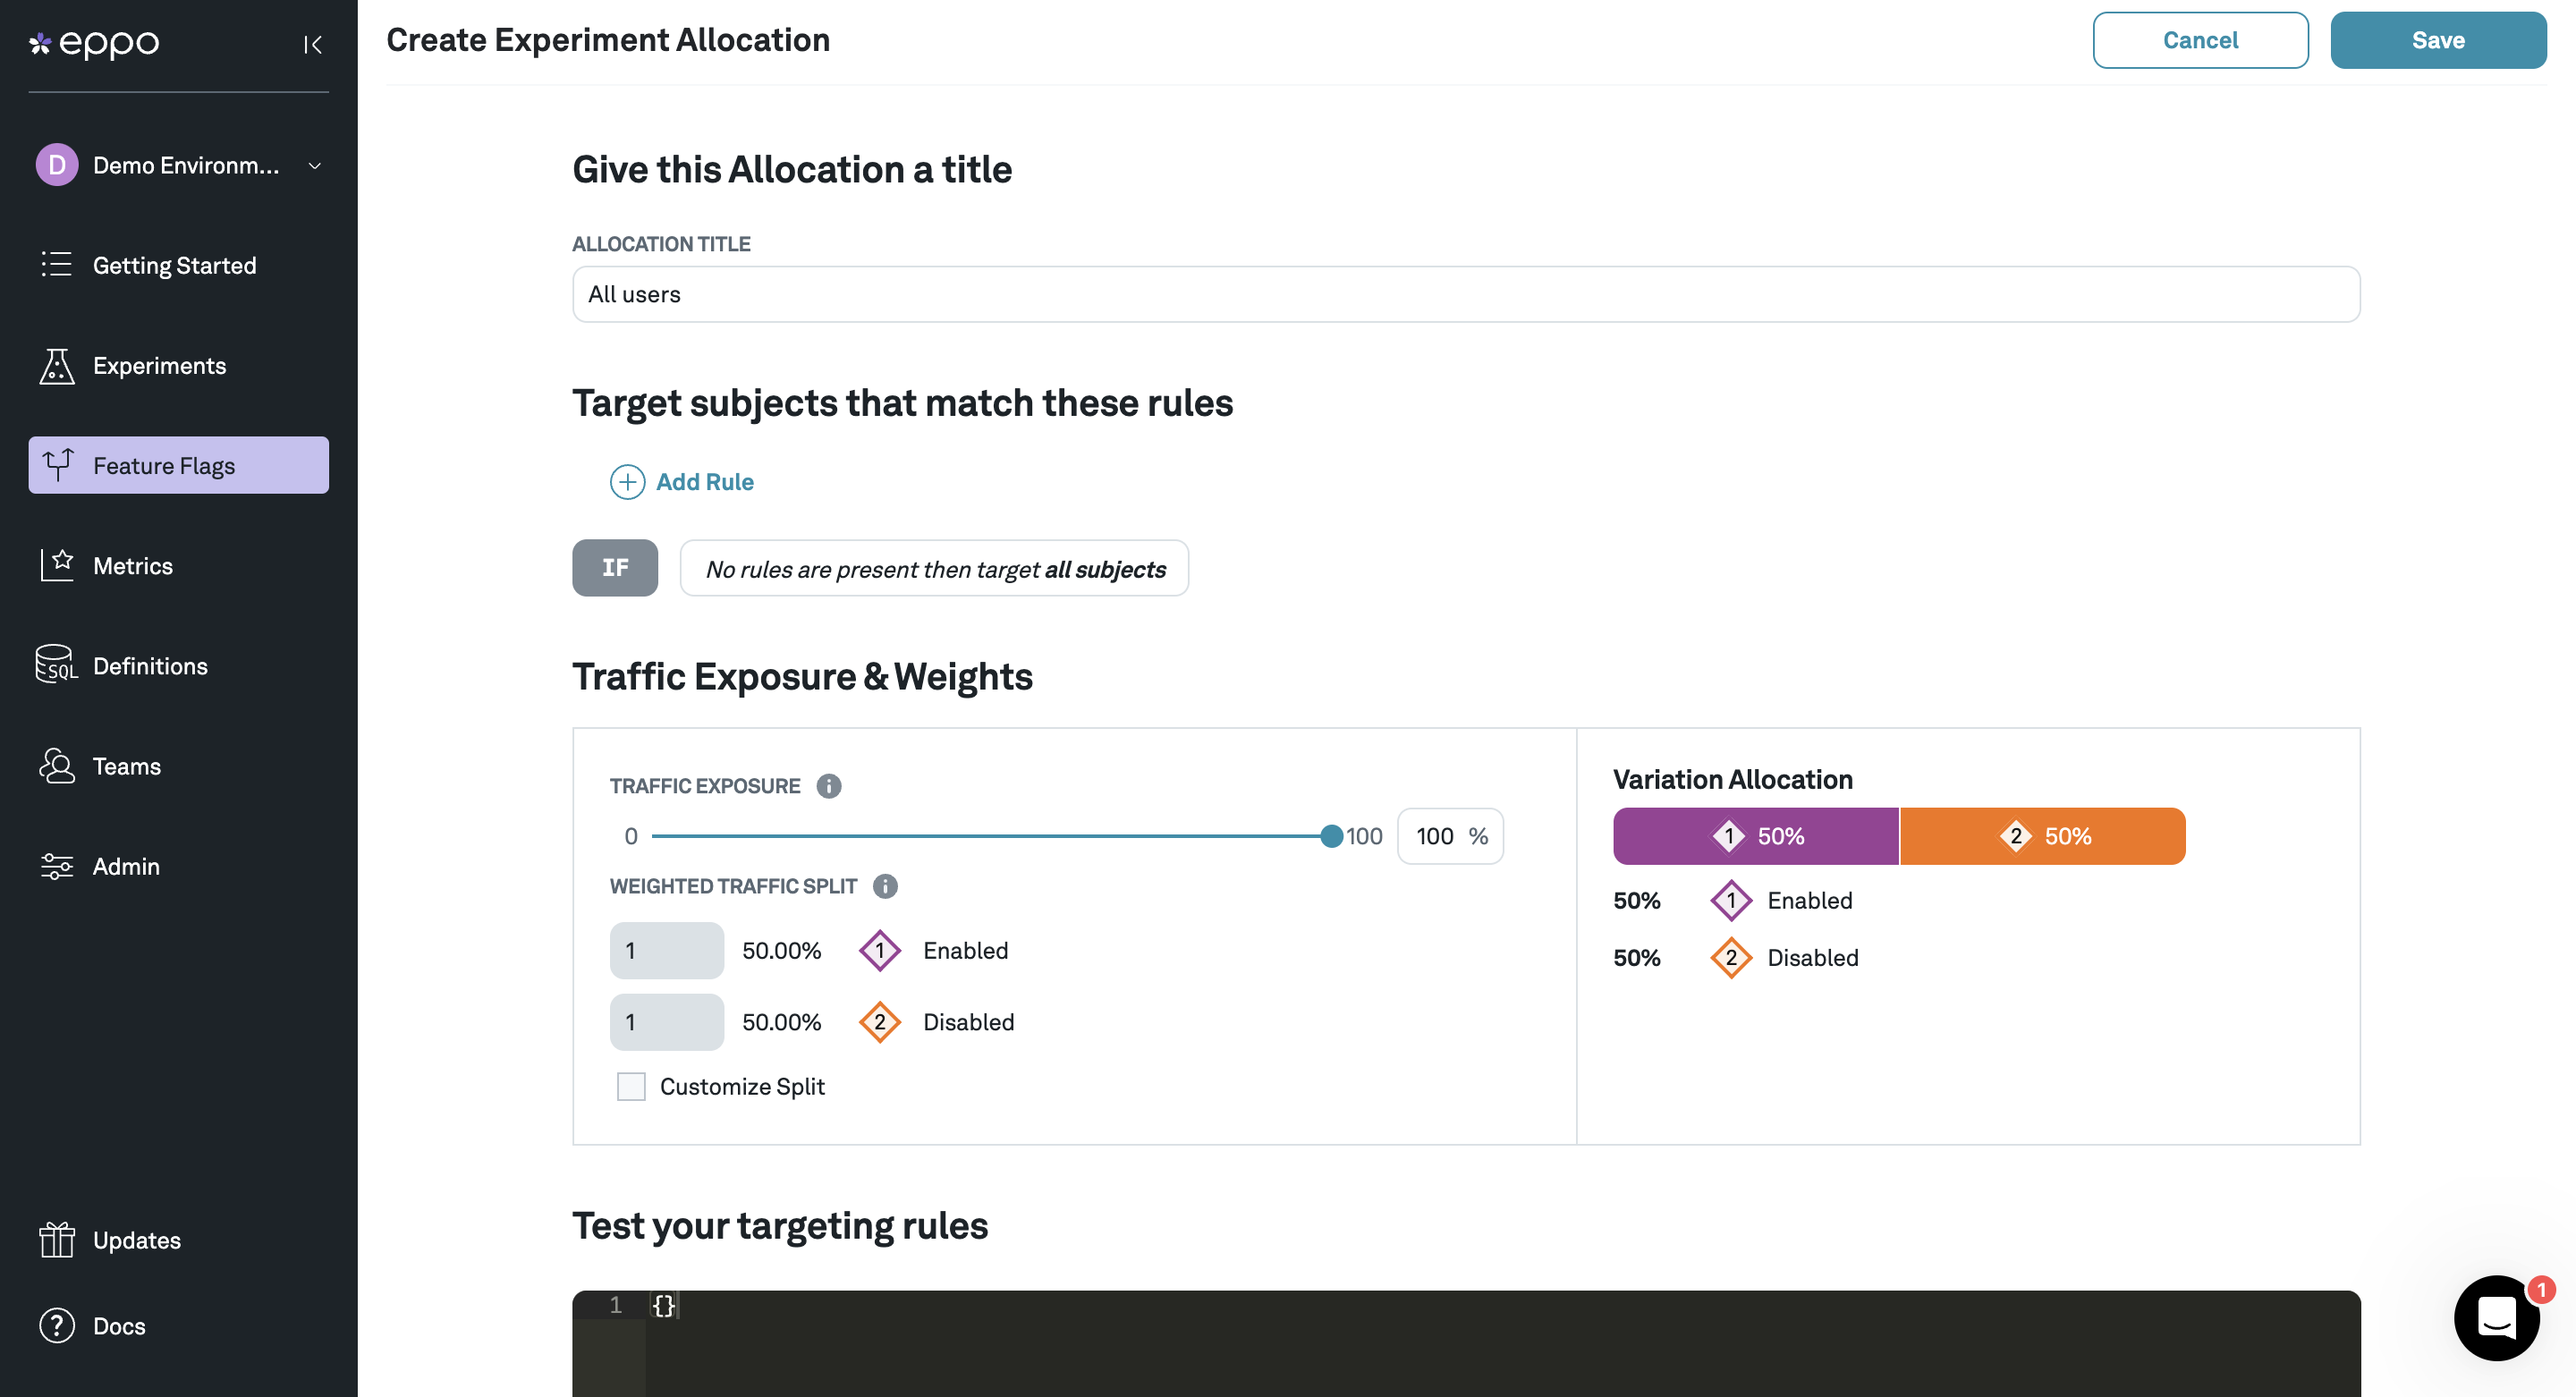 eppo
Create Experiment Allocation
Cancel
Save
D
Demo Environm...
Getting Started
Experiments
Feature Flags
Metrics
SQL
Definitions
Teams
Admin
Updates
?
Docs
Give this Allocation a title
ALLOCATION TITLE
All users
Target subjects that match these rules
Add Rule
IF
No rules are present then target all subjects
Traffic Exposure & Weights
TRAFFIC EXPOSURE i
0 100 100 %
WEIGHTED TRAFFIC SPLIT i
1 50.00% 1 Enabled
1 50.00% 2 Disabled
Customize Split
Variation Allocation
1 50% 2 50%
50% 1 Enabled
50% 2 Disabled
Test your targeting rules
1 {}
1